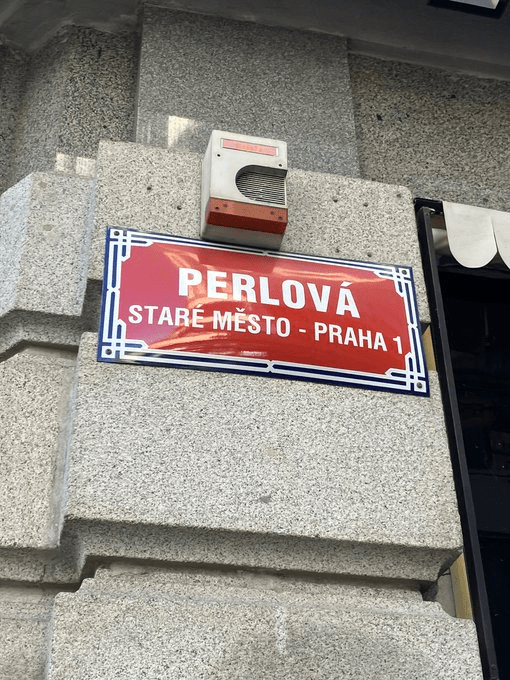 PERLOVÁ
STARÉ MĚSTO - PRAHA 1